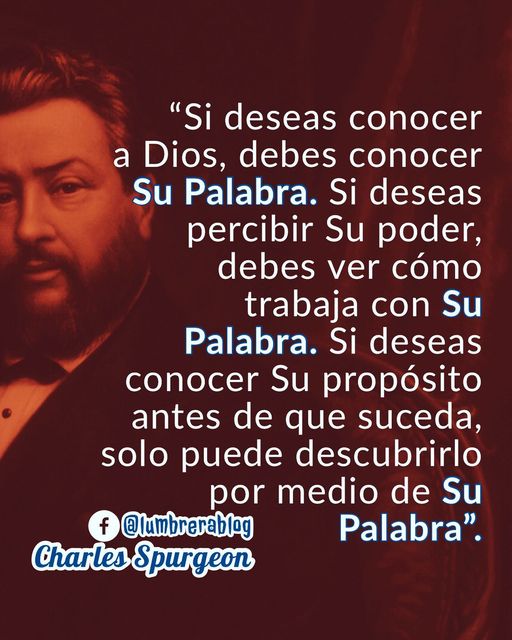 “Si deseas conocer
a Dios, debes conocer
Su Palabra. Si deseas
percibir Su poder,
debes ver cómo
trabaja con Su
Palabra. Si deseas
conocer Su propósito
antes de que suceda,
solo puede descubrirlo
por medio de Su
Palabra”.
f @lumbrerablog
Charles Spurgeon